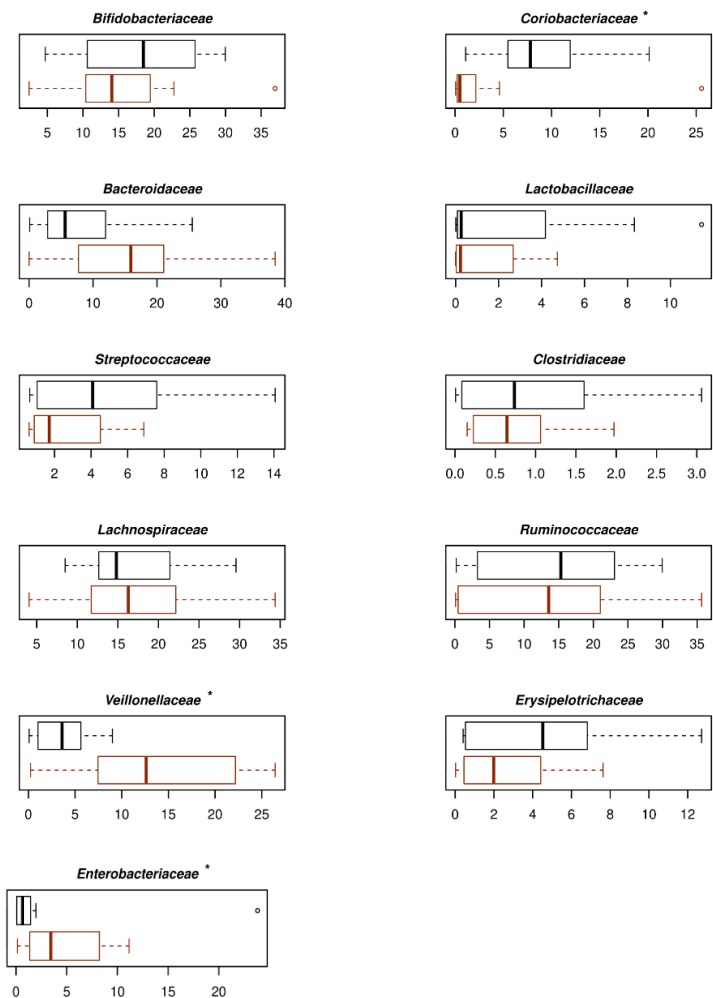 Bifidobacteriaceae
5 10 15 20 25 30 35
Coriobacteriaceae *
0 5 10 15 20 25
Bacteroidaceae
0 10 20 30 40
Lactobacillaceae
0 2 4 6 8 10
Streptococcaceae
2 4 6 8 10 12 14
Clostridiaceae
0.0 0.5 1.0 1.5 2.0 2.5 3.0
Lachnospiraceae
5 10 15 20 25 30 35
Ruminococcaceae
0 5 10 15 20 25 30 35
Veillonellaceae *
0 5 10 15 20 25
Erysipelotrichaceae
0 2 4 6 8 10 12
Enterobacteriaceae *
0 5 10 15 20